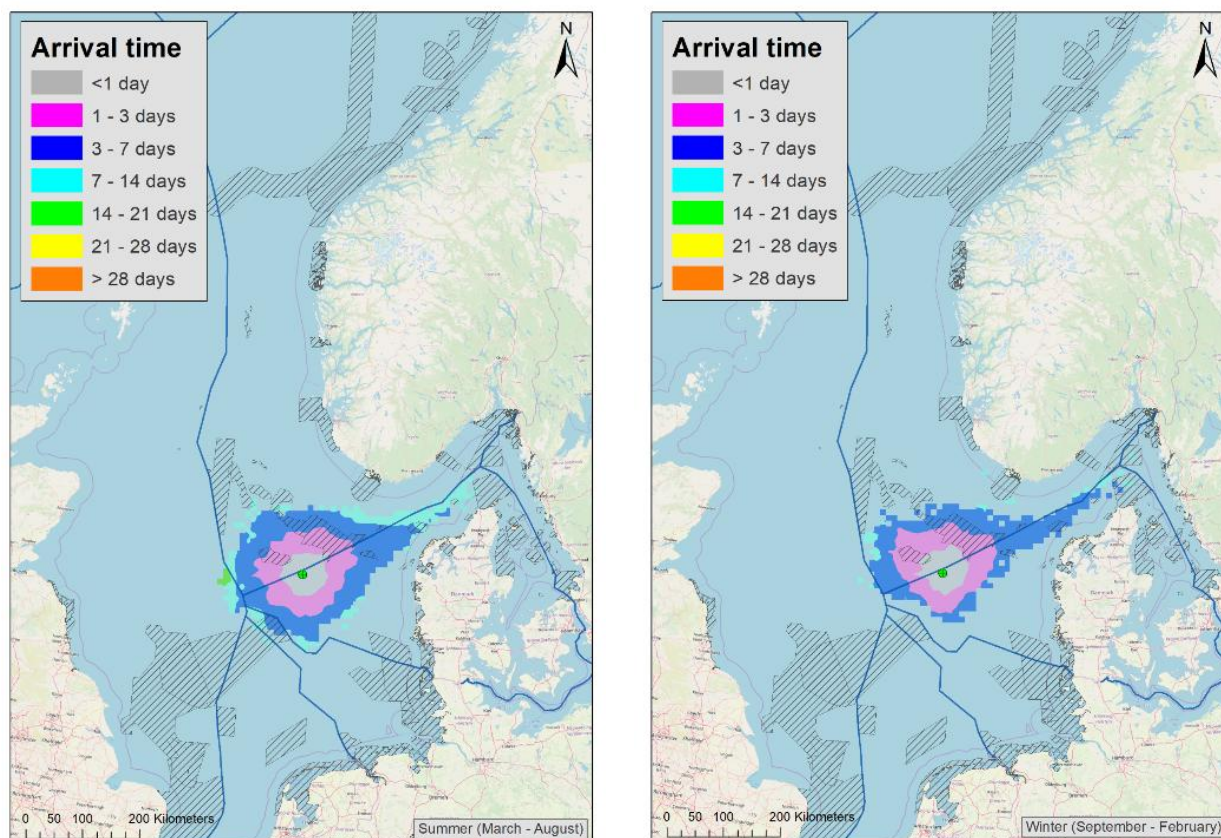 Arrival time
<1 day
1 - 3 days
3 - 7 days
7 - 14 days
14 - 21 days
21 - 28 days
> 28 days
N
0 50 100 200 Kilometers
Summer (March - August)
Arrival time
<1 day
1 - 3 days
3 - 7 days
7 - 14 days
14 - 21 days
21 - 28 days
> 28 days
N
0 50 100 200 Kilometers
Winter (September - February)